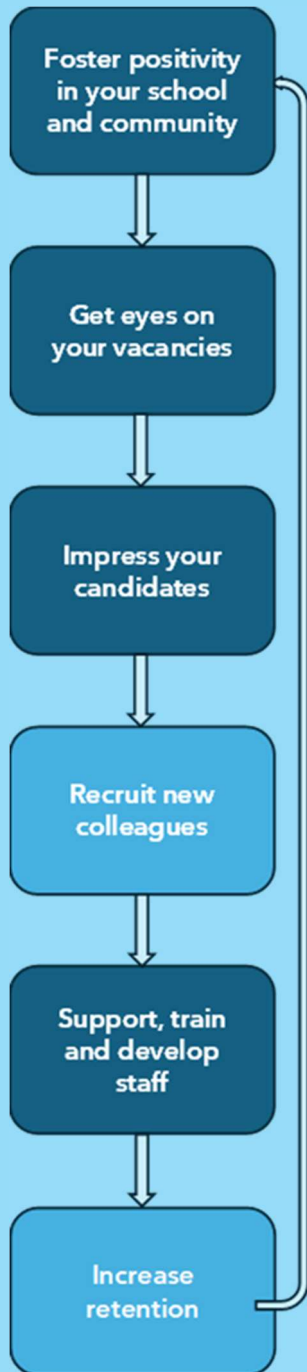 Foster positivity
in your school
and community
Get eyes on
your vacancies
Impress your
candidates
Recruit new
colleagues
Support, train
and develop
staff
Increase
retention